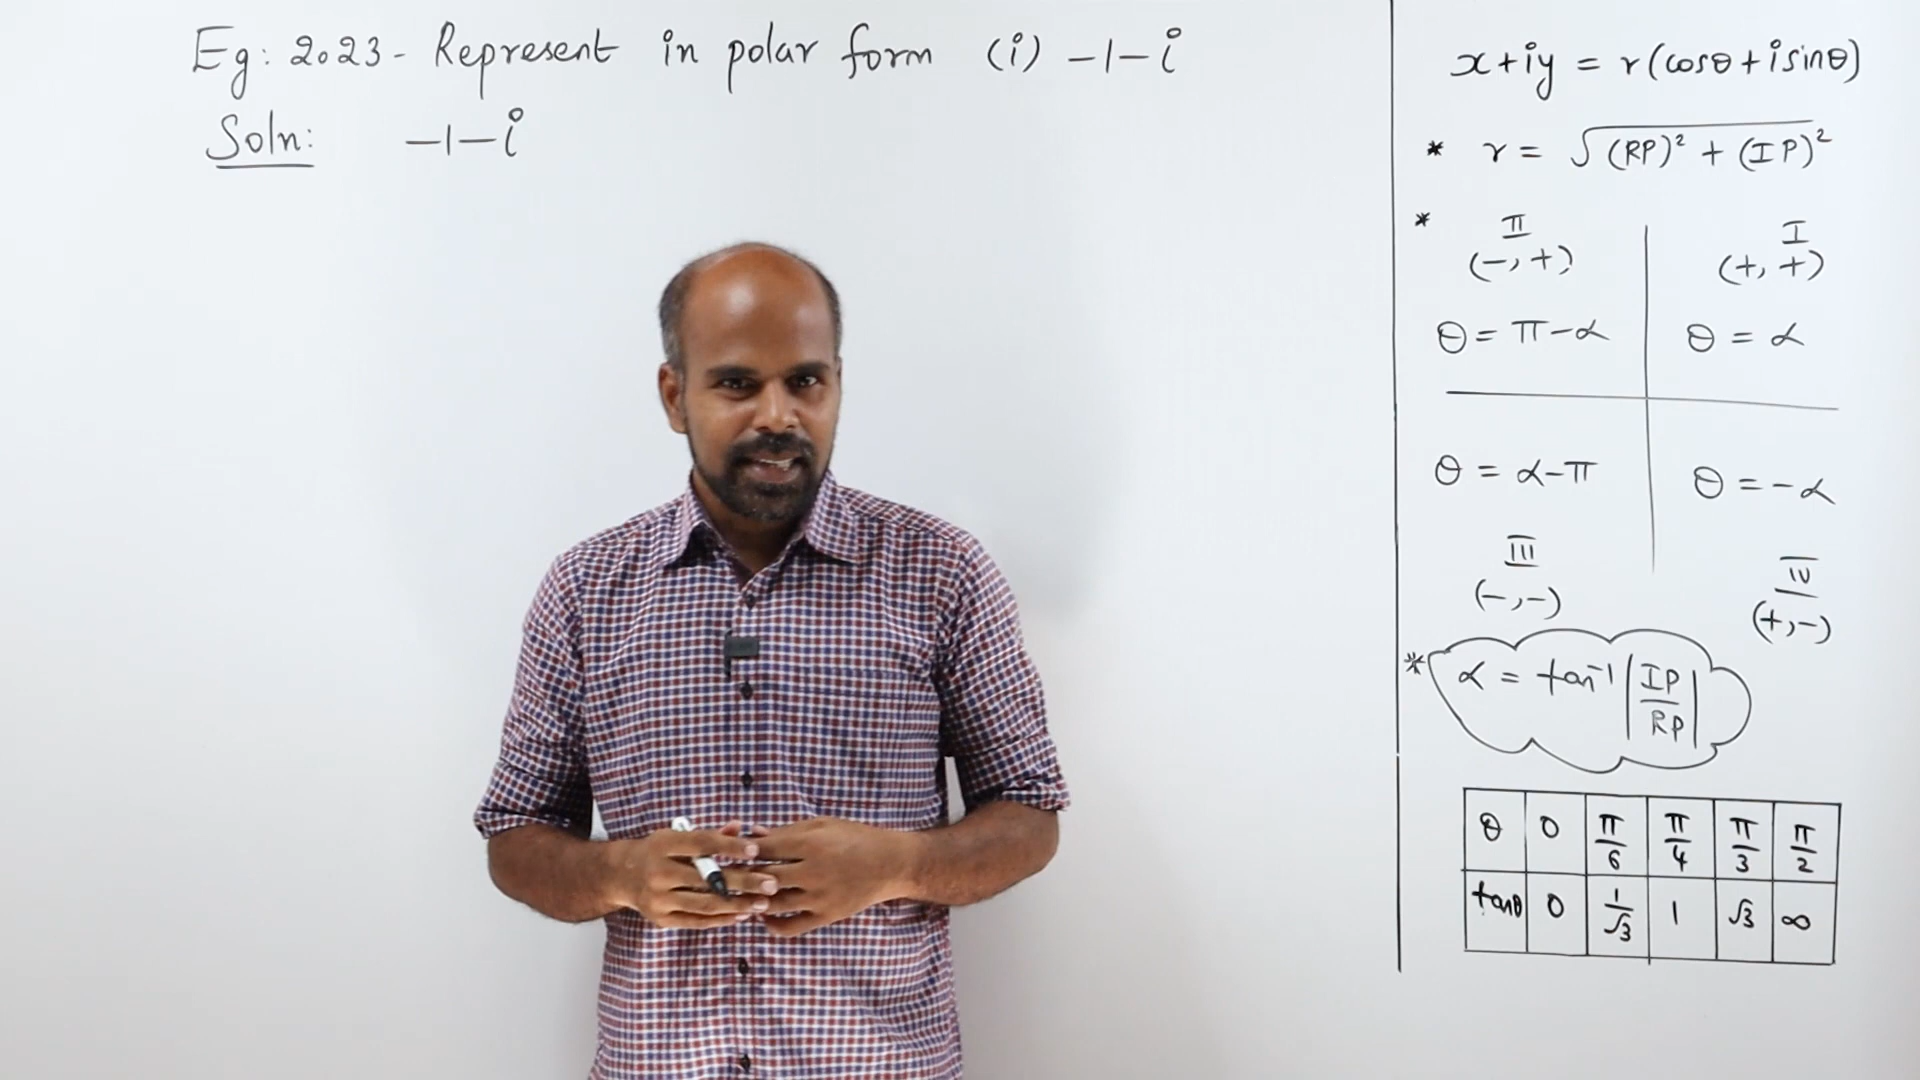 Eg: 2023 - Represent in polar form (i) -1-i
Soln: -1-i
x+iy = r(cosθ+isinθ)
* r = √(RP)² + (IP)²
* II I
(-,+) (+,+)
θ = π-α θ = α
θ = α-π θ = -α
III IV
(-,-) (+,-)
* α = tan⁻¹ |IP/RP|
θ 0 π/6 π/4 π/3 π/2
tanθ 0 1/√3 1 √3 ∞